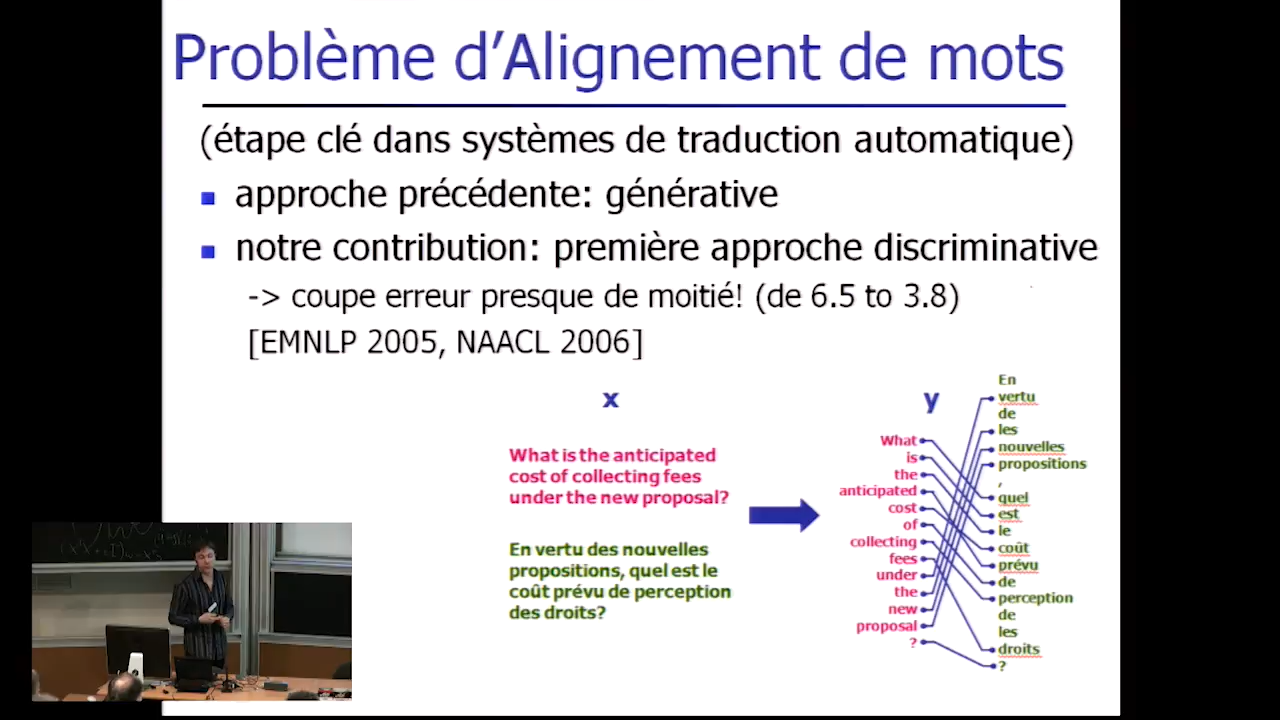 Problème d'Alignement de mots
(étape clé dans systèmes de traduction automatique)
approche précédente: générative
notre contribution: première approche discriminative
-> coupe erreur presque de moitié! (de 6.5 to 3.8)
[EMNLP 2005, NAACL 2006]
x
What is the anticipated
cost of collecting fees
under the new proposal?
En vertu des nouvelles
propositions, quel est le
coût prévu de perception
des droits?
y
What
is
the
anticipated
cost
of
collecting
fees
under
the
new
proposal
?
En
vertu
de
les
nouvelles
propositions
,
quel
est
le
coût
prévu
de
perception
de
les
droits
?